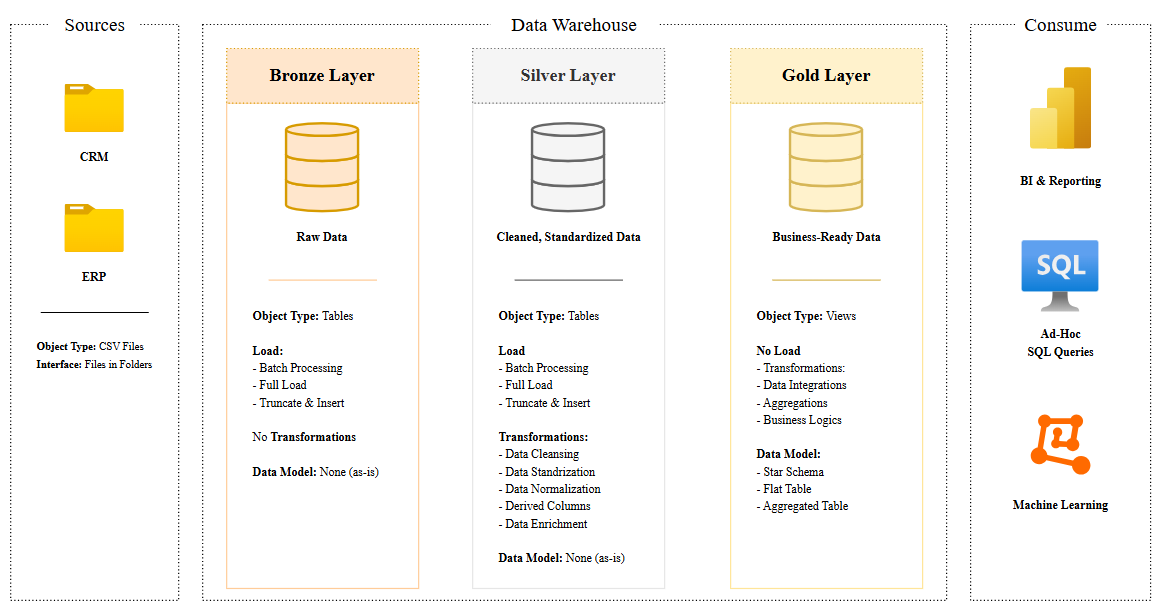 Sources
CRM
ERP
Object Type: CSV Files
Interface: Files in Folders
Data Warehouse
Bronze Layer
Raw Data
Object Type: Tables
Load:
- Batch Processing
- Full Load
- Truncate & Insert
No Transformations
Data Model: None (as-is)
Silver Layer
Cleaned, Standardized Data
Object Type: Tables
Load
- Batch Processing
- Full Load
- Truncate & Insert
Transformations:
- Data Cleansing
- Data Standrization
- Data Normalization
- Derived Columns
- Data Enrichment
Data Model: None (as-is)
Gold Layer
Business-Ready Data
Object Type: Views
No Load
- Transformations:
- Data Integrations
- Aggregations
- Business Logics
Data Model:
- Star Schema
- Flat Table
- Aggregated Table
Consume
BI & Reporting
SQL
Ad-Hoc
SQL Queries
Machine Learning